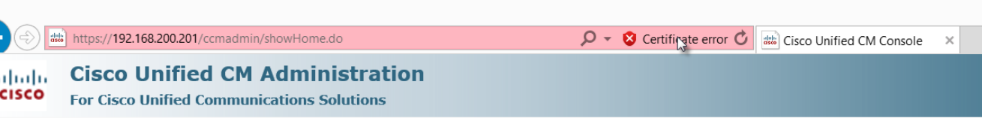 https://192.168.200.201/ccmadmin/showHome.do Certificate error Cisco Unified CM Console
Cisco Unified CM Administration
CISCO For Cisco Unified Communications Solutions